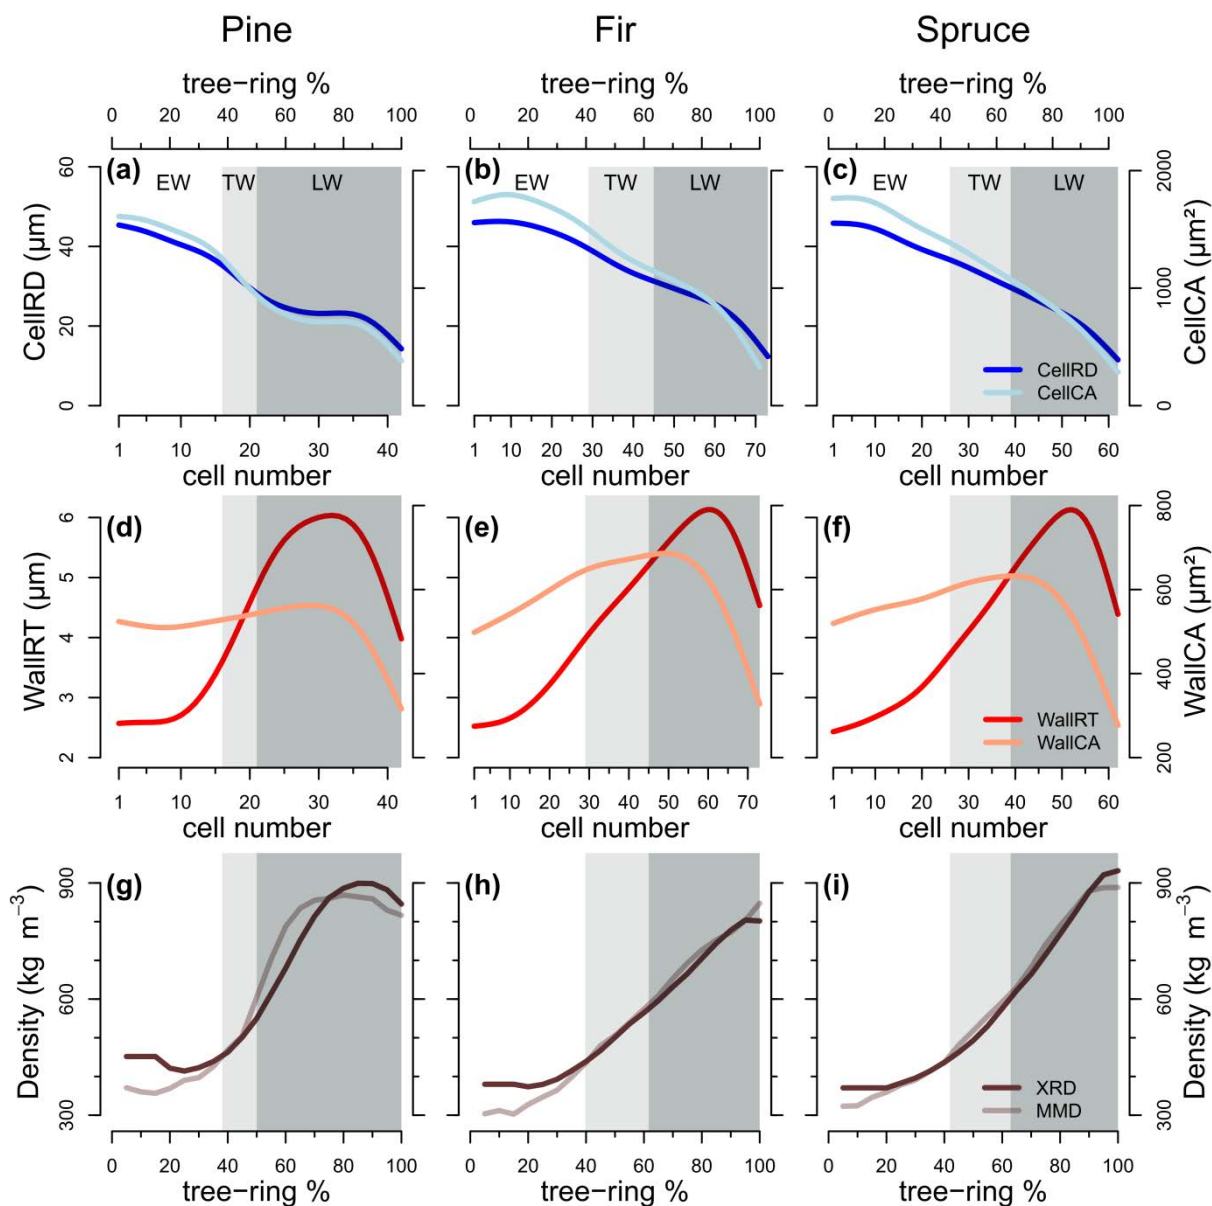 Pine Fir Spruce
tree−ring % tree−ring % tree−ring %
0 20 40 60 80 100 0 20 40 60 80 100 0 20 40 60 80 100
(a) EW TW LW (b) EW TW LW (c) EW TW LW
CellRD (µm)
0 20 40 60
CellCA (µm²)
0 1000 2000
CellRD
CellCA
1 10 20 30 40 1 10 20 30 40 50 60 70 1 10 20 30 40 50 60
cell number cell number cell number
(d) (e) (f)
WallRT (µm)
2 3 4 5 6
WallCA (µm²)
200 400 600 800
WallRT
WallCA
1 10 20 30 40 1 10 20 30 40 50 60 70 1 10 20 30 40 50 60
cell number cell number cell number
(g) (h) (i)
Density (kg m−3)
300 600 900
Density (kg m−3)
300 600 900
XRD
MMD
0 20 40 60 80 100 0 20 40 60 80 100 0 20 40 60 80 100
tree−ring % tree−ring % tree−ring %